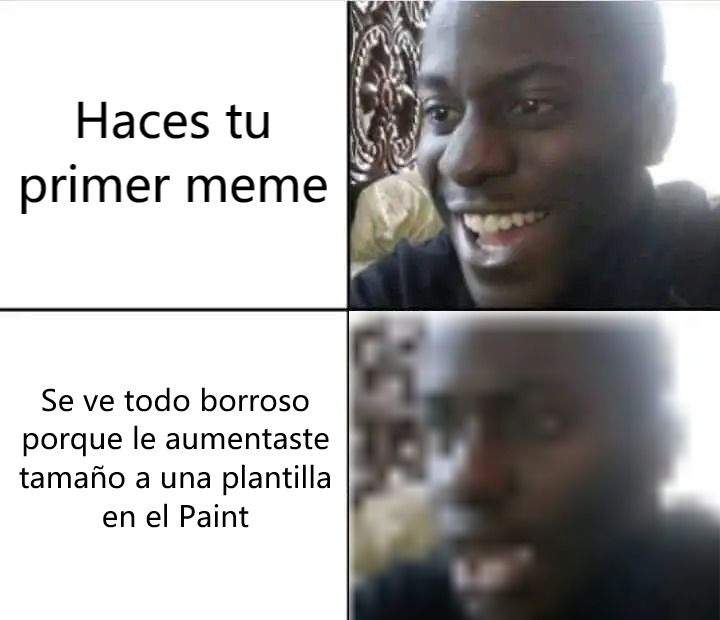 Haces tu
primer meme
Se ve todo borroso
porque le aumentaste
tamaño a una plantilla
en el Paint